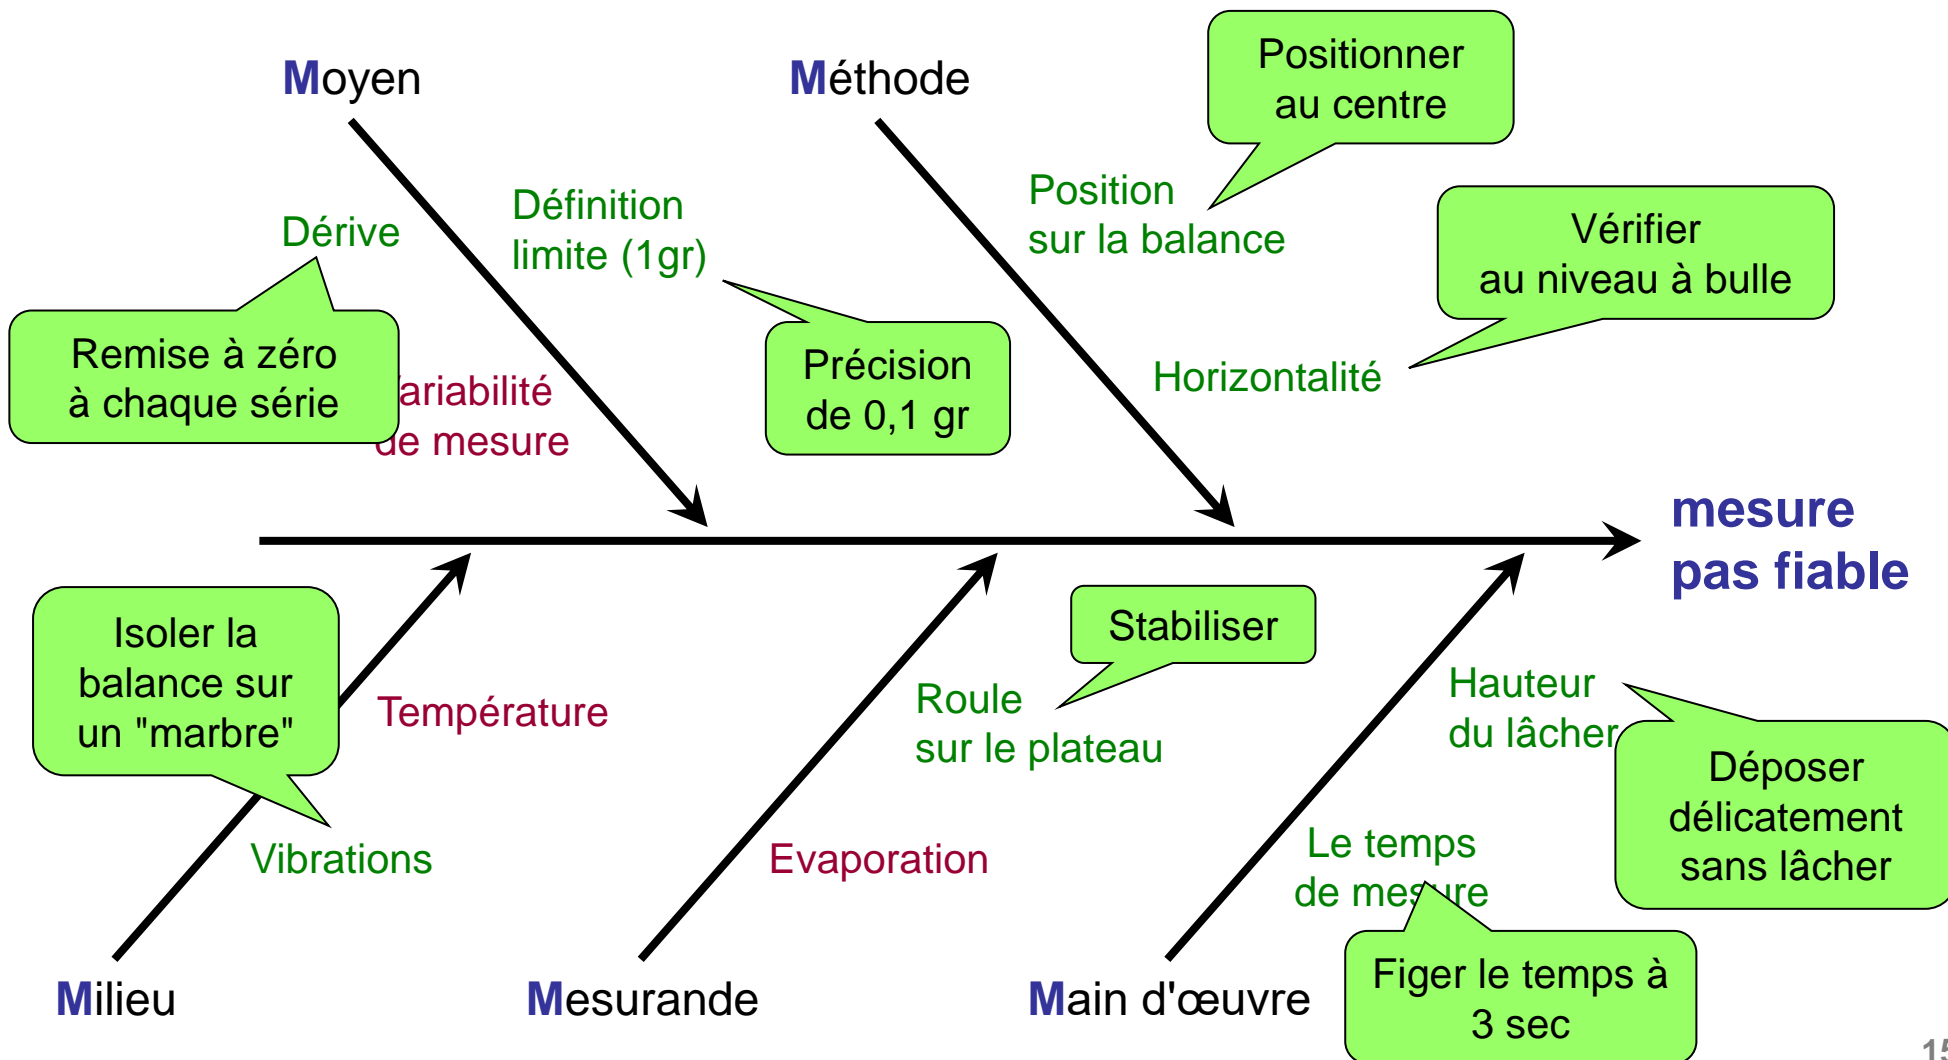 Moyen
Méthode
Positionner
au centre
Dérive
Définition
limite (1gr)
Position
sur la balance
Vérifier
au niveau à bulle
Remise à zéro
à chaque série
Variabilité
de mesure
Précision
de 0,1 gr
Horizontalité
mesure
pas fiable
Isoler la
balance sur
un "marbre"
Température
Vibrations
Stabiliser
Roule
sur le plateau
Evaporation
Hauteur
du lâcher
Déposer
délicatement
sans lâcher
Le temps
de mesure
Figer le temps à
3 sec
Milieu
Mesurande
Main d'œuvre
15